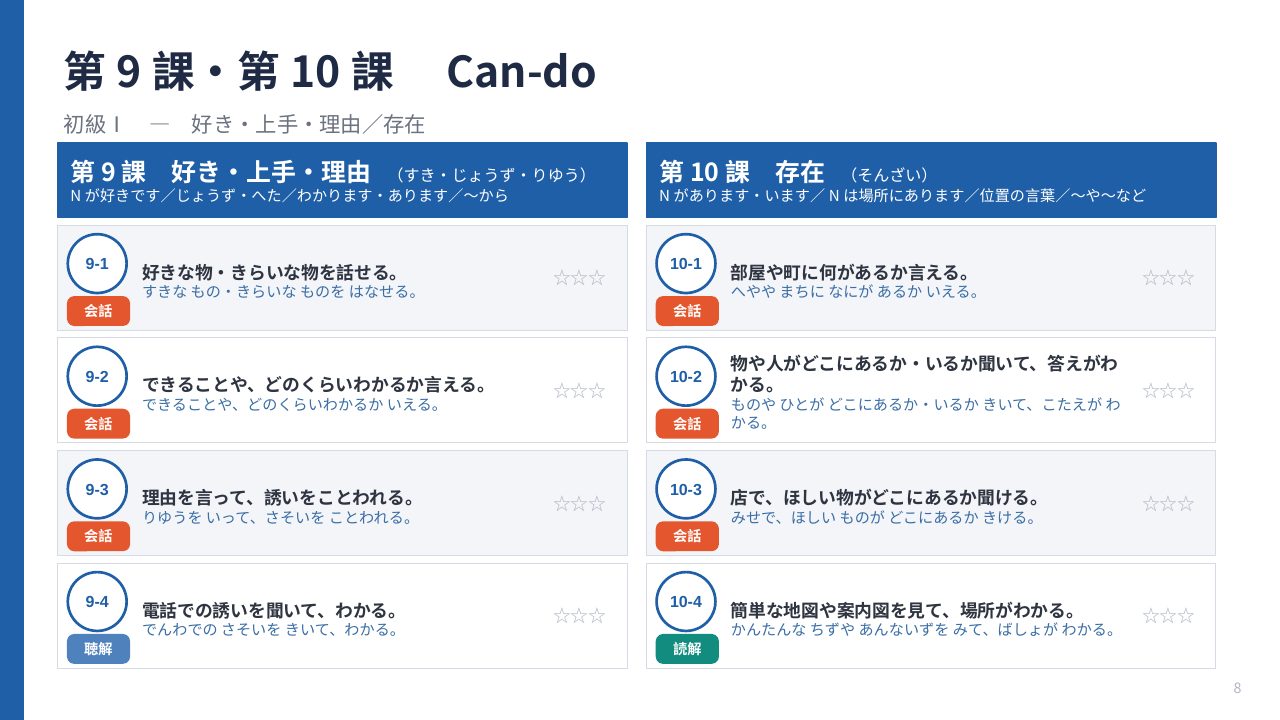 第９課・第10課　Can-do
初級Ⅰ　―　好き・上手・理由／存在
第９課　好き・上手・理由　（すき・じょうず・りゆう）
Ｎが好きです／じょうず・へた／わかります・あります／〜から
9-1
会話
好きな物・きらいな物を話せる。
すきな もの・きらいな ものを はなせる。
☆☆☆
9-2
会話
できることや、どのくらいわかるか言える。
できることや、どのくらいわかるか いえる。
☆☆☆
9-3
会話
理由を言って、誘いをことわれる。
りゆうを いって、さそいを ことわれる。
☆☆☆
9-4
聴解
電話での誘いを聞いて、わかる。
でんわでの さそいを きいて、わかる。
☆☆☆
第10課　存在　（そんざい）
Ｎがあります・います／Ｎは場所にあります／位置の言葉／〜や〜など
10-1
会話
部屋や町に何があるか言える。
へやや まちに なにが あるか いえる。
☆☆☆
10-2
会話
物や人がどこにあるか・いるか聞いて、答えがわ
かる。
ものや ひとが どこにあるか・いるか きいて、こたえが わ
かる。
☆☆☆
10-3
会話
店で、ほしい物がどこにあるか聞ける。
みせで、ほしい ものが どこにあるか きける。
☆☆☆
10-4
読解
簡単な地図や案内図を見て、場所がわかる。
かんたんな ちずや あんないずを みて、ばしょが わかる。
☆☆☆
8